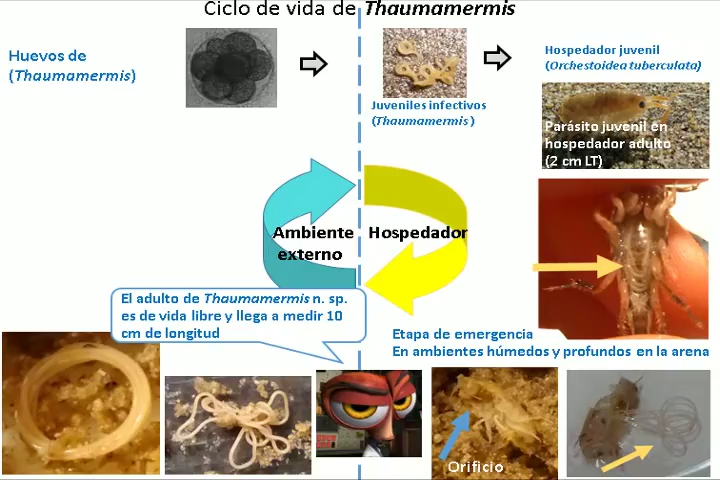 Ciclo de vida de Thaumamermis
Huevos de
(Thaumamermis)
Juveniles infectivos
(Thaumamermis )
Hospedador juvenil
(Orchestoidea tuberculata)
Parásito juvenil en
hospedador adulto
(2 cm LT)
Ambiente
externo
Hospedador
El adulto de Thaumamermis n. sp.
es de vida libre y llega a medir 10
cm de longitud
Etapa de emergencia
En ambientes húmedos y profundos en la arena
Orificio